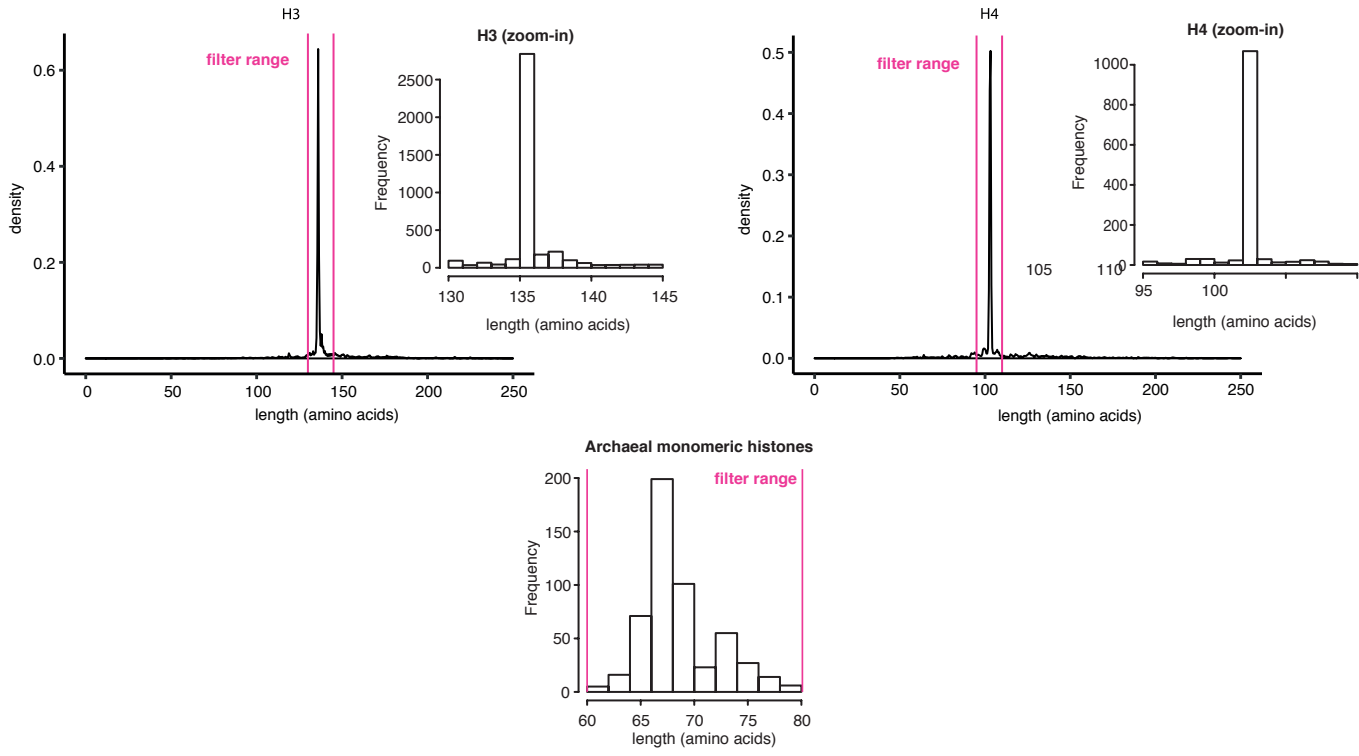 H3
filter range
0.6
0.4
0.2
0.0
density
0 50 100 150 200 250
length (amino acids)
H3 (zoom-in)
2500
2000
1500
1000
500
0
Frequency
130 135 140 145
length (amino acids)
H4
filter range
0.5
0.4
0.3
0.2
0.1
0.0
density
0 50 100 150 200 250
length (amino acids)
H4 (zoom-in)
1000
800
600
400
200
0
Frequency
105 110
95 100
length (amino acids)
Archaeal monomeric histones
filter range
200
150
100
50
0
Frequency
60 65 70 75 80
length (amino acids)